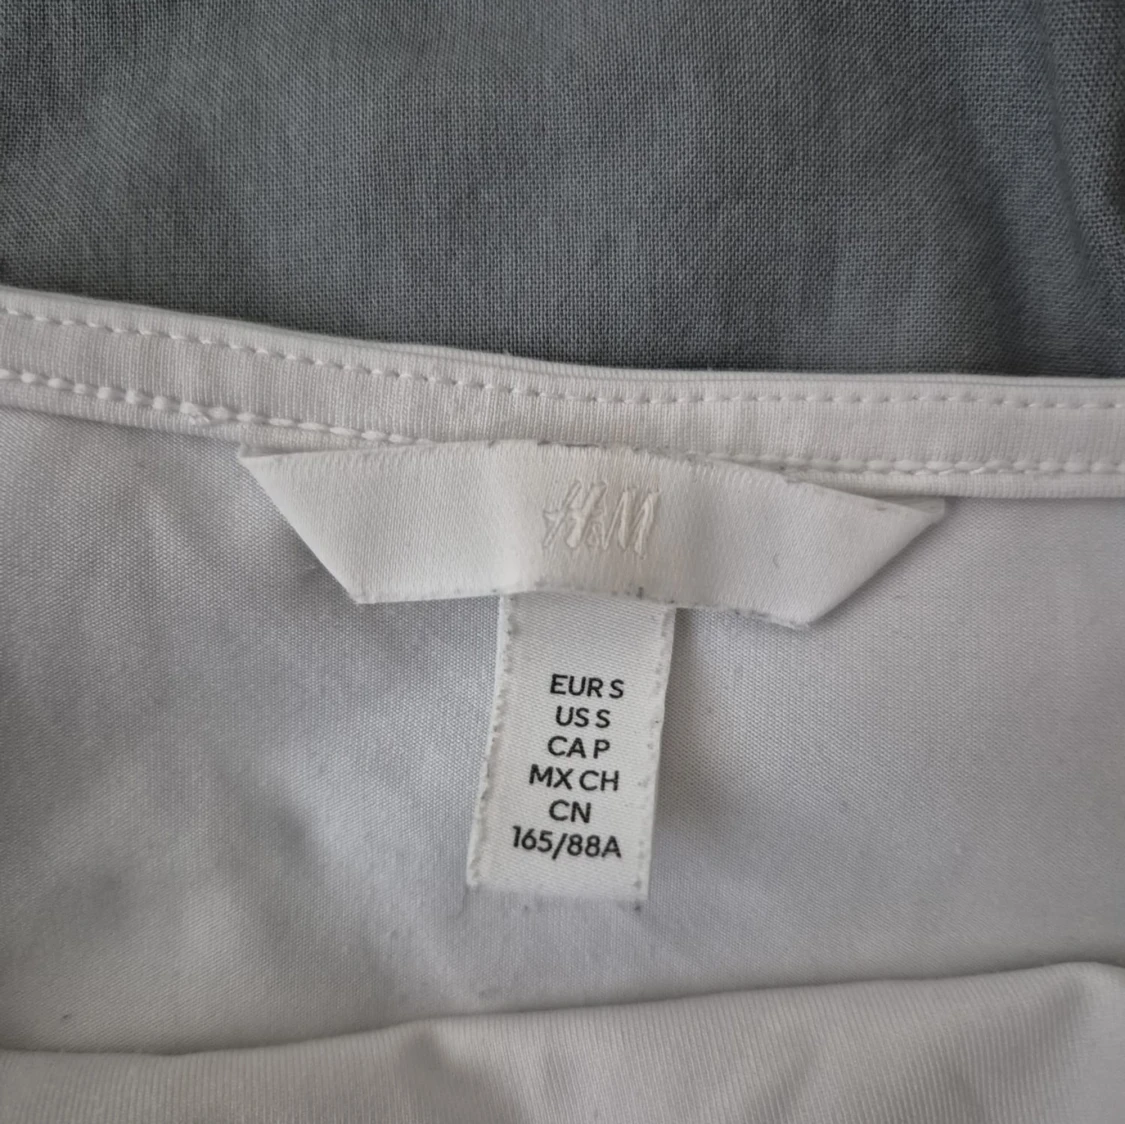 H&M
EUR S
US S
CA P
MX CH
CN
165/88A